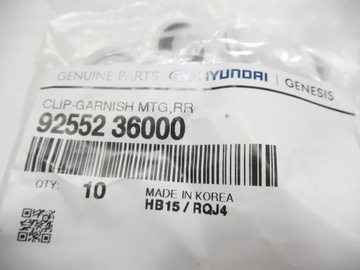 GENUINE PARTS HYUNDAI | GENESIS
CLIP-GARNISH MTG,RR
92552 36000
QTY: 10 MADE IN KOREA
HB15 / RQJ4